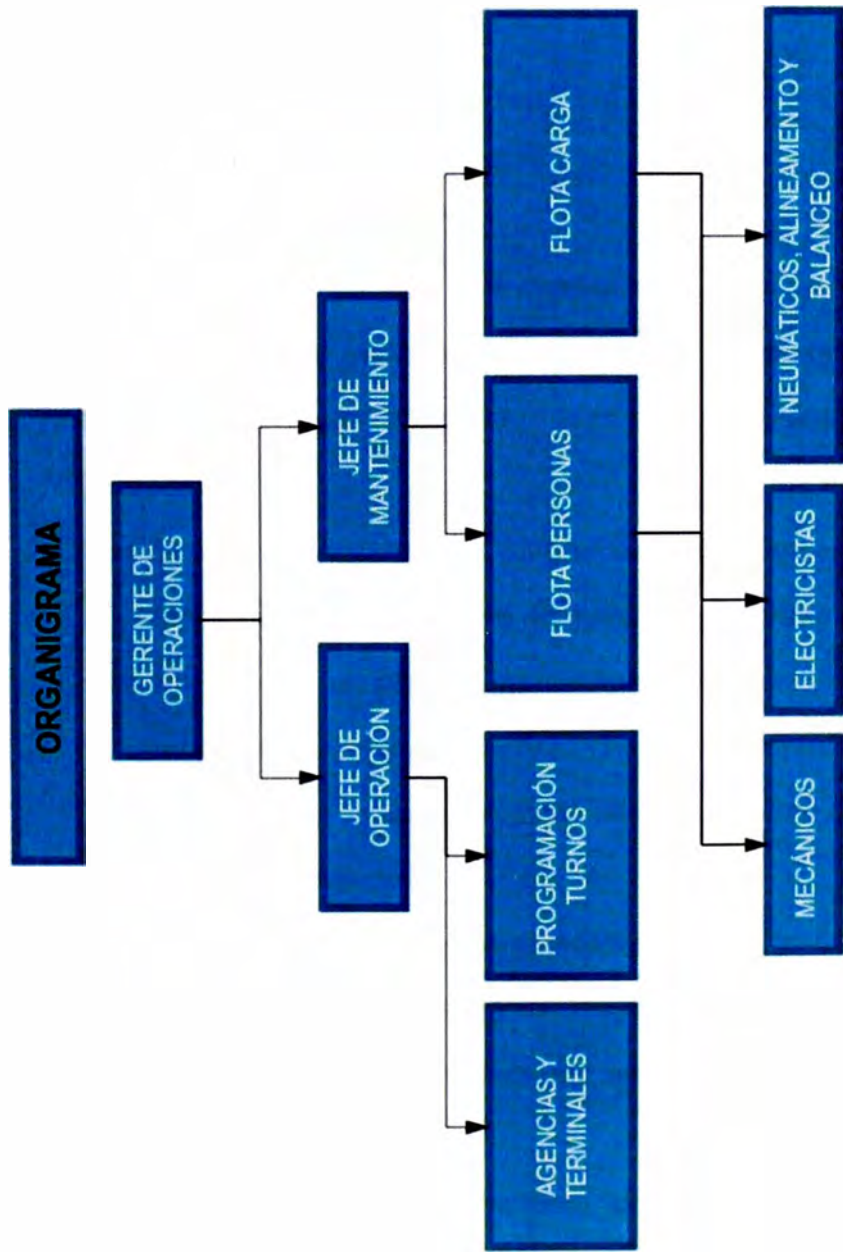 ORGANIGRAMA
GERENTE DE
OPERACIONES
JEFE DE
OPERACIÓN
JEFE DE
MANTENIMIENTO
AGENCIAS Y
TERMINALES
PROGRAMACIÓN
TURNOS
FLOTA PERSONAS
FLOTA CARGA
MECÁNICOS
ELECTRICISTAS
NEUMÁTICOS, ALINEAMENTO Y
BALANCEO